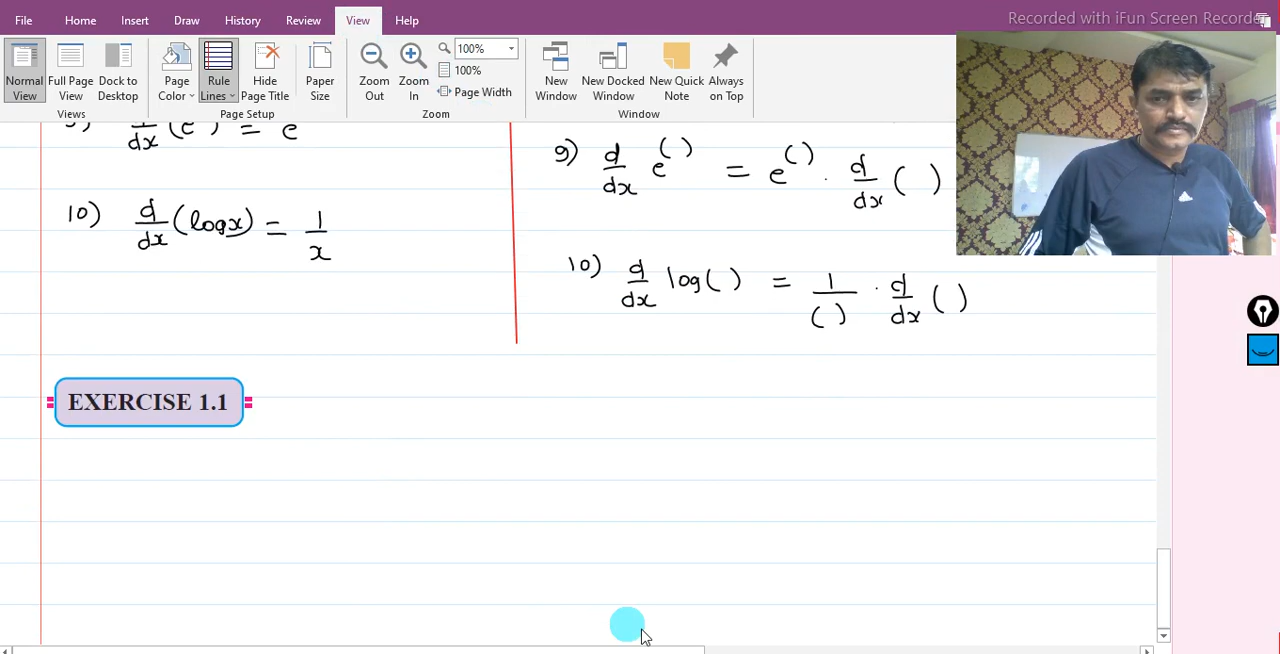 Recorded with iFun Screen Recorder
File Home Insert Draw History Review View Help
100%
100%
Page Width
Normal View
Full Page View
Dock to Desktop
Page Color
Rule Lines
Hide Page Title
Paper Size
Zoom Out
Zoom In
New Window
New Docked Window
New Quick Note
Always on Top
Views Page Setup Zoom Window
d/dx (e ) = e
10) d/dx (log x) = 1/x
9) d/dx e^( ) = e^( ) . d/dx ( )
10) d/dx log( ) = 1/( ) . d/dx ( )
EXERCISE 1.1